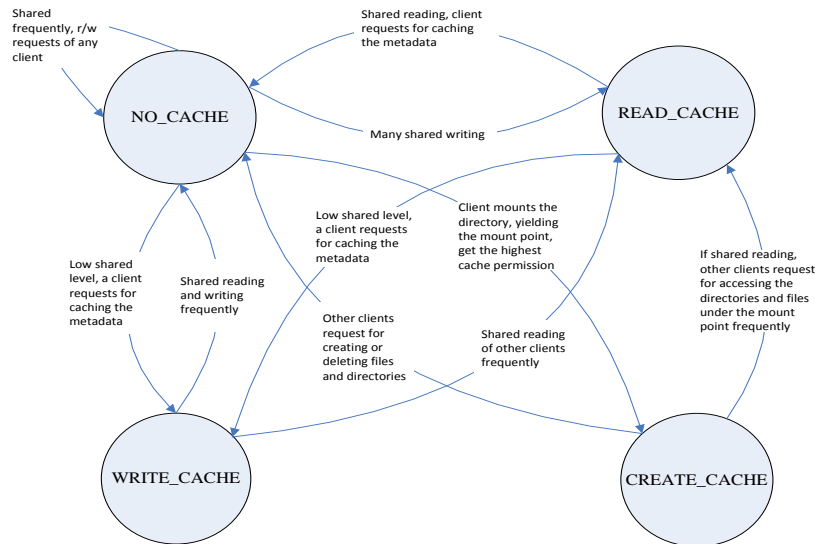 Shared
frequently, r/w
requests of any
client
Shared reading, client
requests for caching
the metadata
NO_CACHE
READ_CACHE
Many shared writing
Low shared level,
a client requests
for caching the
metadata
Client mounts the
directory, yielding
the mount point,
get the highest
cache permission
Low shared
level, a client
requests for
caching the
metadata
Shared reading
and writing
frequently
If shared reading,
other clients request
for accessing the
directories and files
under the mount
point frequently
Other clients
request for
creating or
deleting files
and directories
Shared reading
of other clients
frequently
WRITE_CACHE
CREATE_CACHE